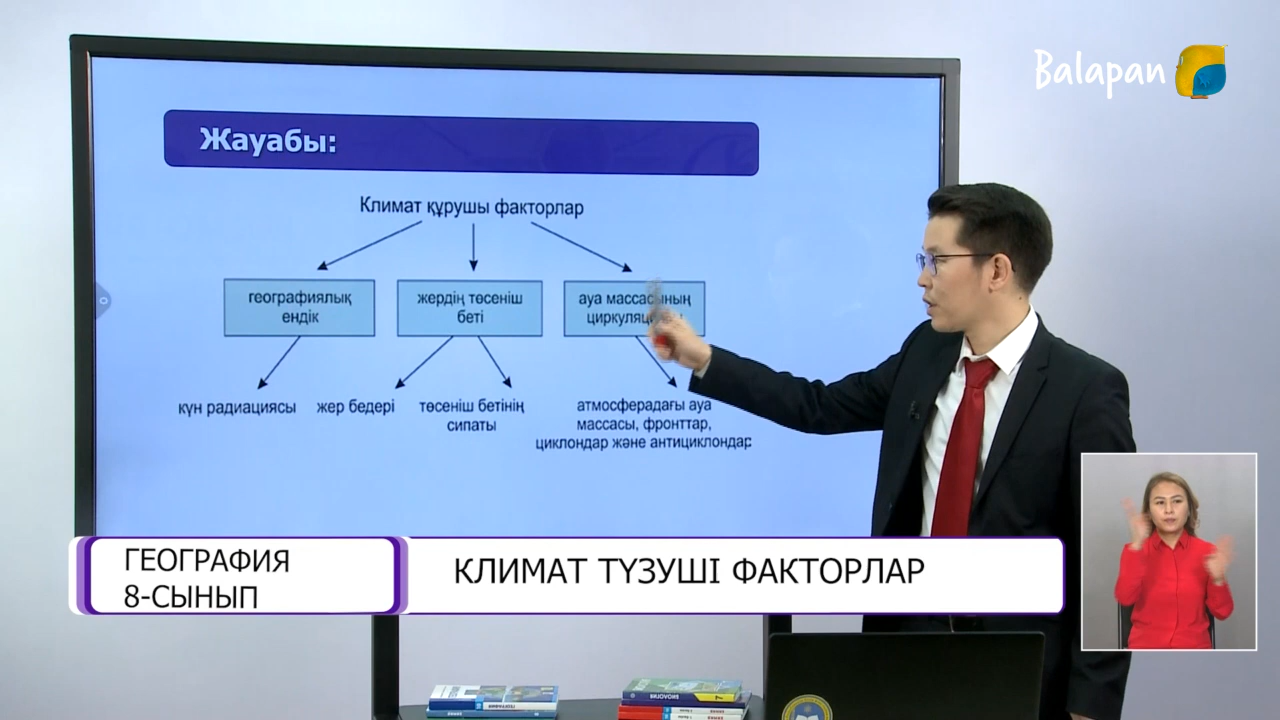 Balapan
Жауабы:
Климат құрушы факторлар
географиялық
ендік
жердің төсеніш
беті
ауа массасының
циркуляциясы
күн радиациясы
жер бедері
төсеніш бетінің
сипаты
атмосферадағы ауа
массасы, фронттар,
циклондар және антициклондар
ГЕОГРАФИЯ
8-СЫНЫП
КЛИМАТ ТҮЗУШІ ФАКТОРЛАР